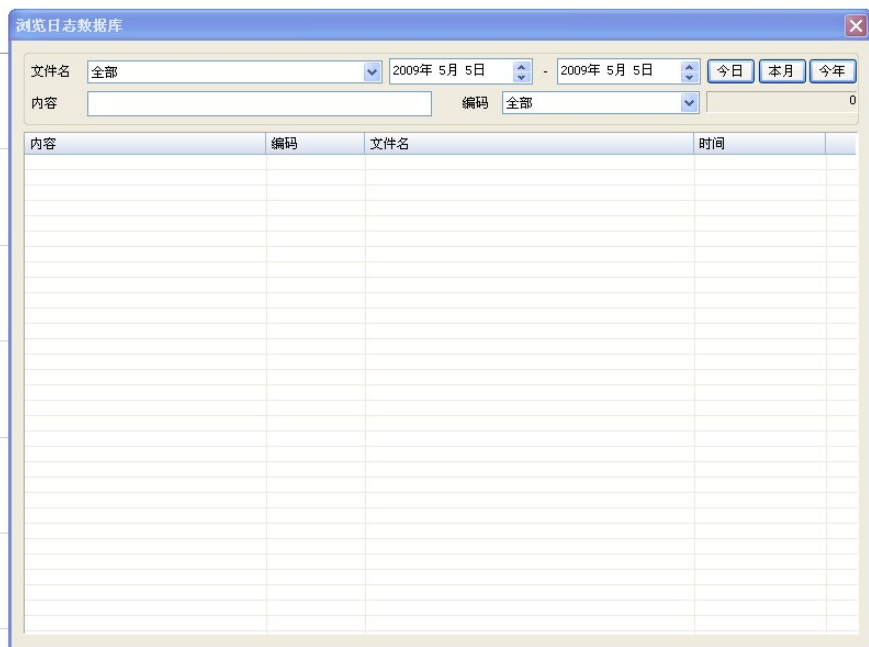 浏览日志数据库
文件名 全部 2009年 5月 5日 - 2009年 5月 5日 今日 本月 今年
内容 编码 全部 0
内容 编码 文件名 时间